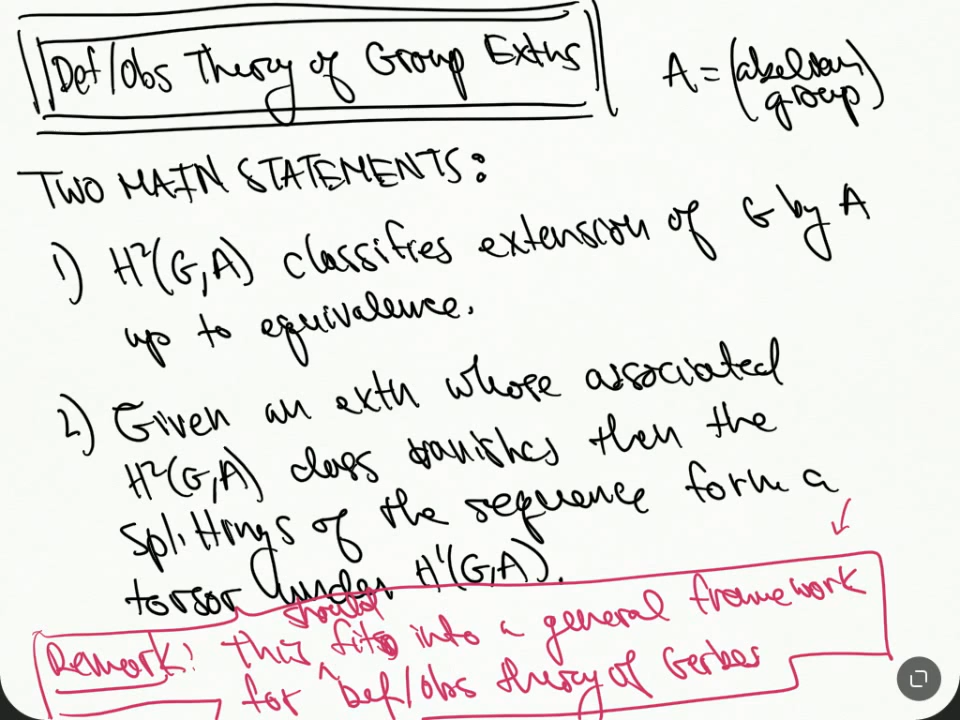 Def/Obs Theory of Group Extns
A = (abelian group)
TWO MAIN STATEMENTS:
1) H²(G,A) classifies extension of G by A
up to equivalence.
2) Given an extn whose associated
H²(G,A) class vanishes then the
splittings of the sequence form a
torsor under H¹(G,A).
Remark: This should fits into a general framework
for Def/Obs theory of Gerbes